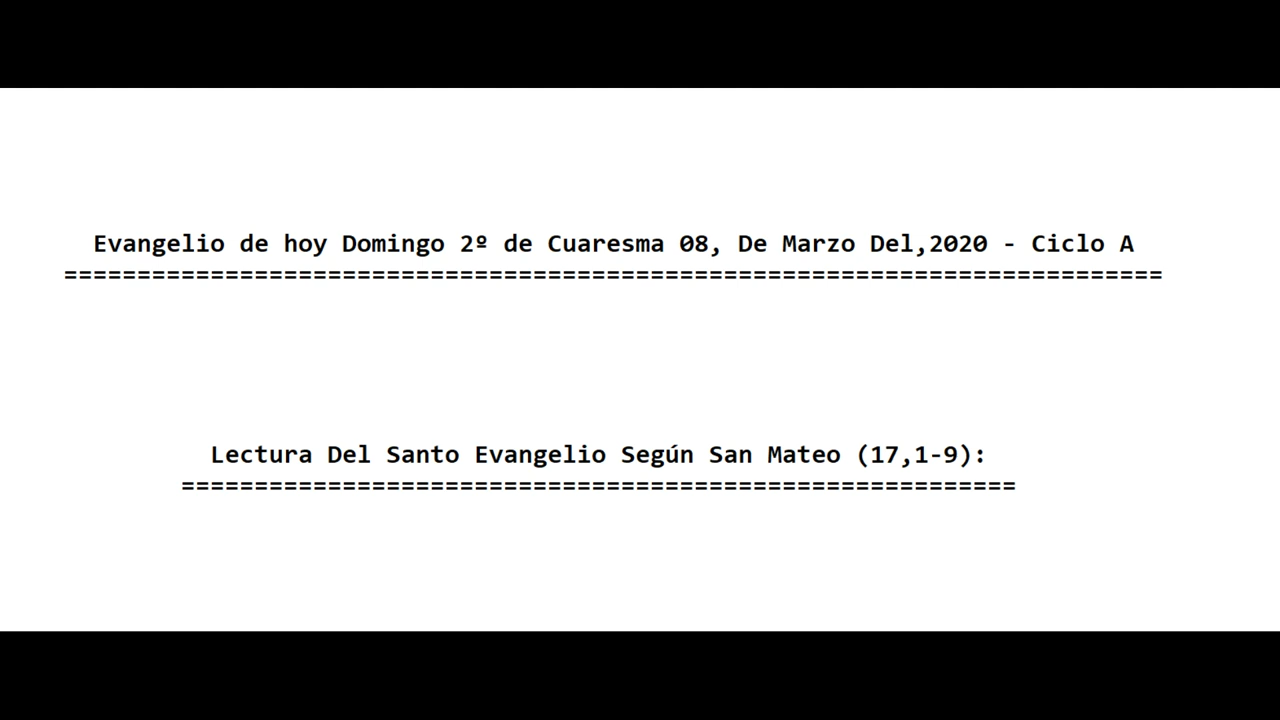 Evangelio de hoy Domingo 2º de Cuaresma 08, De Marzo Del,2020 - Ciclo A
===========================================================================
Lectura Del Santo Evangelio Según San Mateo (17,1-9):
=========================================================